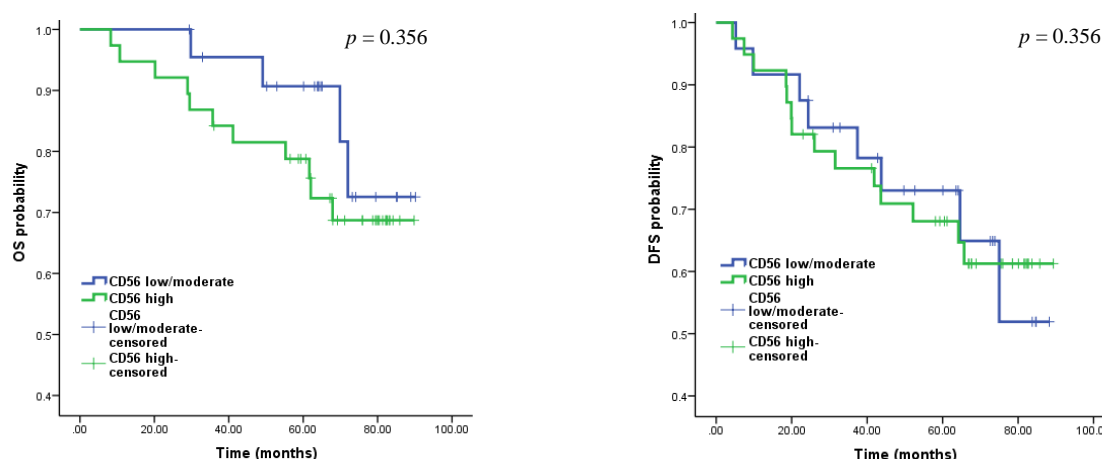 p = 0.356
1.0
0.9
0.8
0.7
0.6
0.5
0.4
OS probability
CD56 low/moderate
CD56 high
CD56
low/moderate-
censored
CD56 high-
censored
.00 20.00 40.00 60.00 80.00 100.00
Time (months)
p = 0.356
1.0
0.9
0.8
0.7
0.6
0.5
0.4
DFS probability
CD56 low/moderate
CD56 high
CD56
low/moderate-
censored
CD56 high-
censored
.00 20.00 40.00 60.00 80.00 100.00
Time (months)